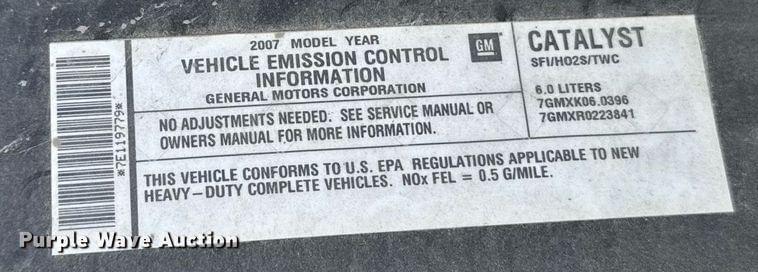 2007 MODEL YEAR
VEHICLE EMISSION CONTROL
INFORMATION
GENERAL MOTORS CORPORATION
GM
NO ADJUSTMENTS NEEDED. SEE SERVICE MANUAL OR
OWNERS MANUAL FOR MORE INFORMATION.
CATALYST
SFI/HO2S/TWC
6.0 LITERS
7GMXK06.0396
7GMXR0223841
THIS VEHICLE CONFORMS TO U.S. EPA REGULATIONS APPLICABLE TO NEW
HEAVY-DUTY COMPLETE VEHICLES. NOx FEL = 0.5 G/MILE.
*7E119779*
Purple Wave Auction